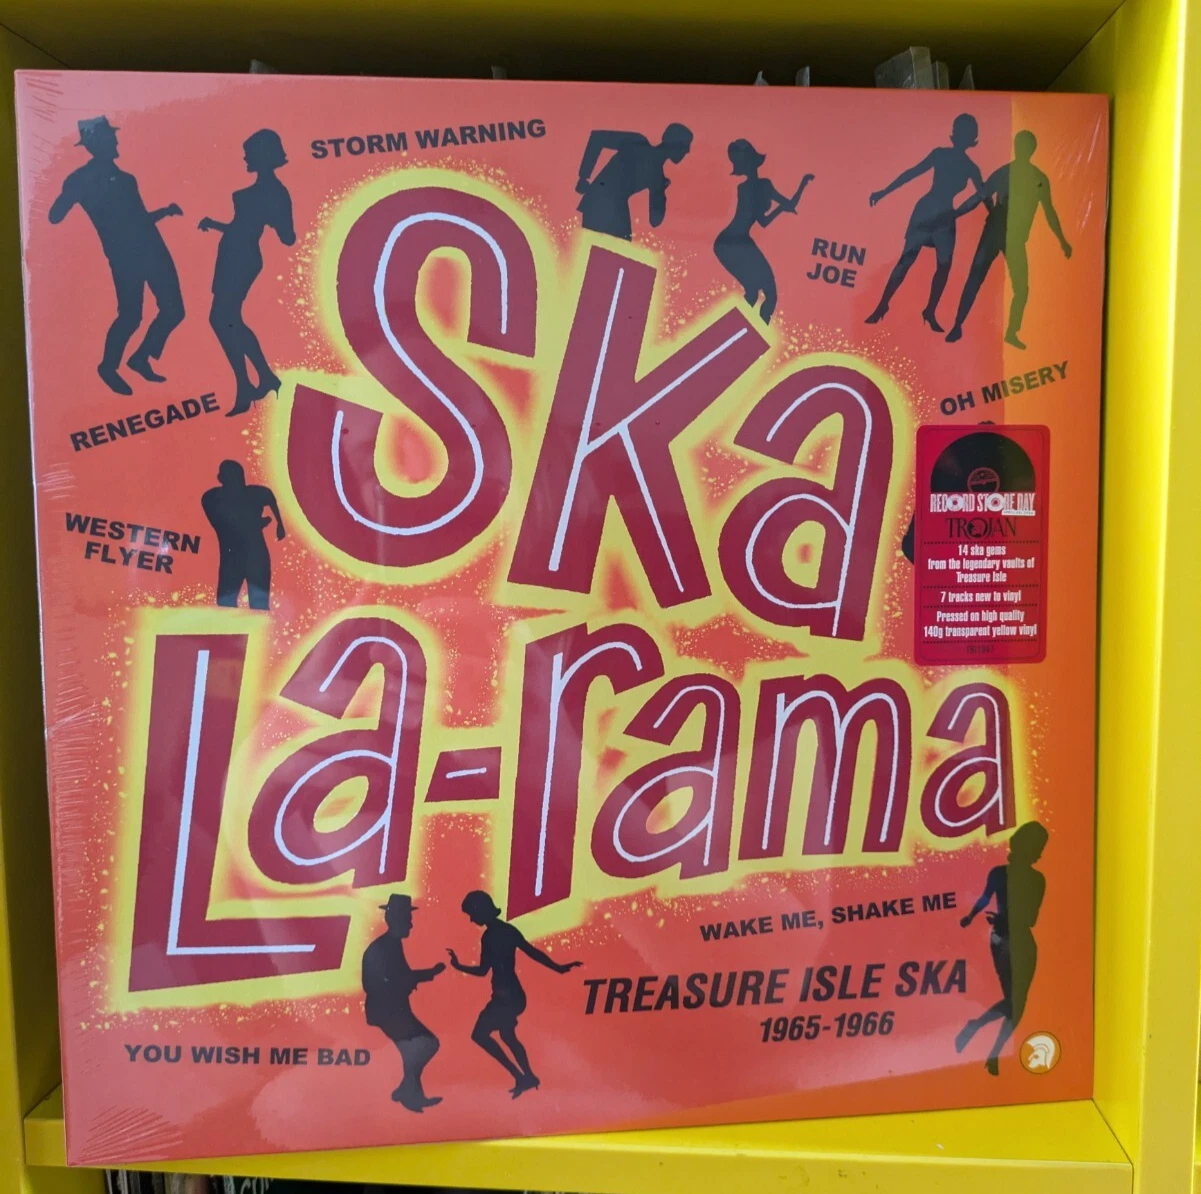 STORM WARNING
RUN
JOE
RENEGADE
OH MISERY
WESTERN
FLYER
Ska
La-rama
RECORD STORE DAY
TROJAN
14 ska gems
from the legendary vaults of
Treasure Isle
7 tracks new to vinyl
Pressed on high quality
140g transparent yellow vinyl
WAKE ME, SHAKE ME
TREASURE ISLE SKA
1965-1966
YOU WISH ME BAD